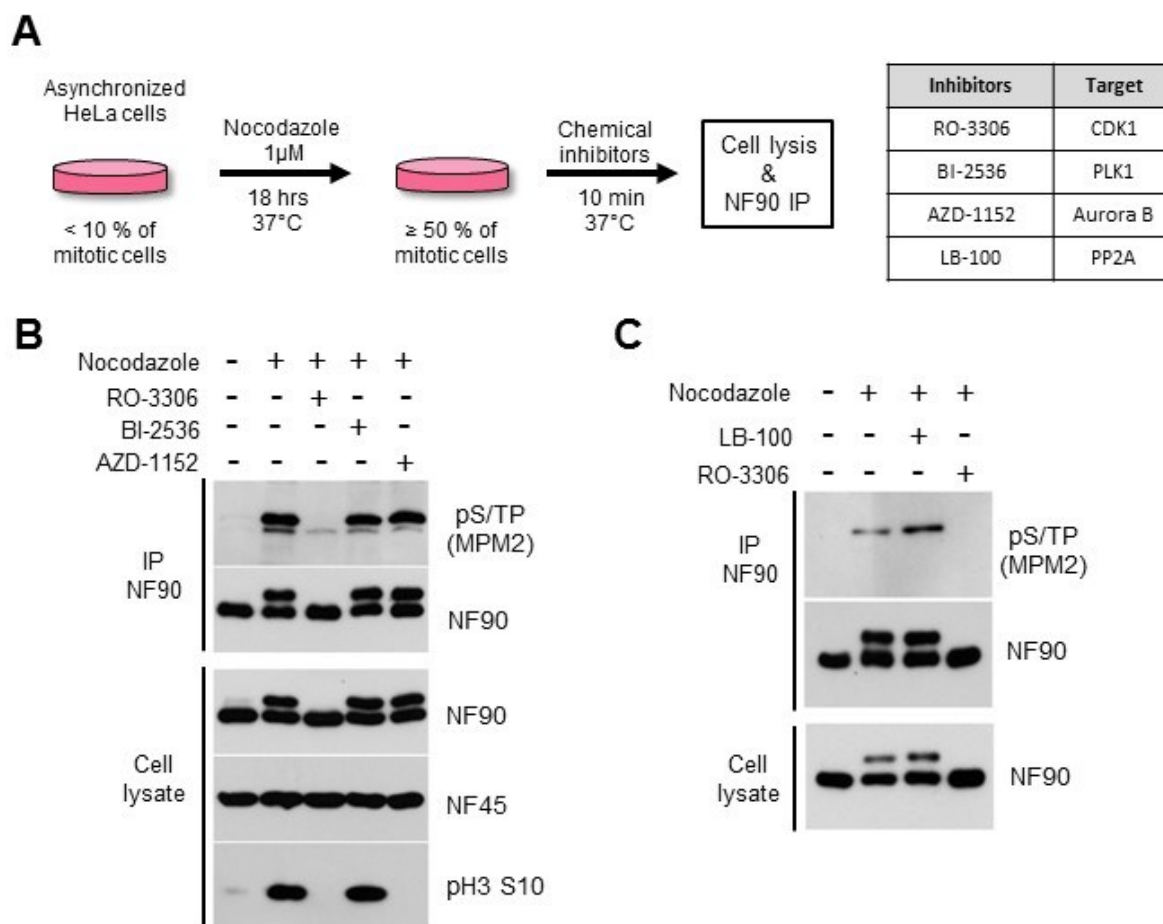 A
Asynchronized
HeLa cells
< 10 % of
mitotic cells
Nocodazole
1µM
18 hrs
37°C
≥ 50 % of
mitotic cells
Chemical
inhibitors
10 min
37°C
Cell lysis
&
NF90 IP
Inhibitors Target
RO-3306 CDK1
BI-2536 PLK1
AZD-1152 Aurora B
LB-100 PP2A
B
Nocodazole - + + + +
RO-3306 - - + - -
BI-2536 - - - + -
AZD-1152 - - - - +
IP
NF90
pS/TP
(MPM2)
NF90
Cell
lysate
NF90
NF45
pH3 S10
C
Nocodazole - + + +
LB-100 - - + -
RO-3306 - - - +
IP
NF90
pS/TP
(MPM2)
NF90
Cell
lysate
NF90